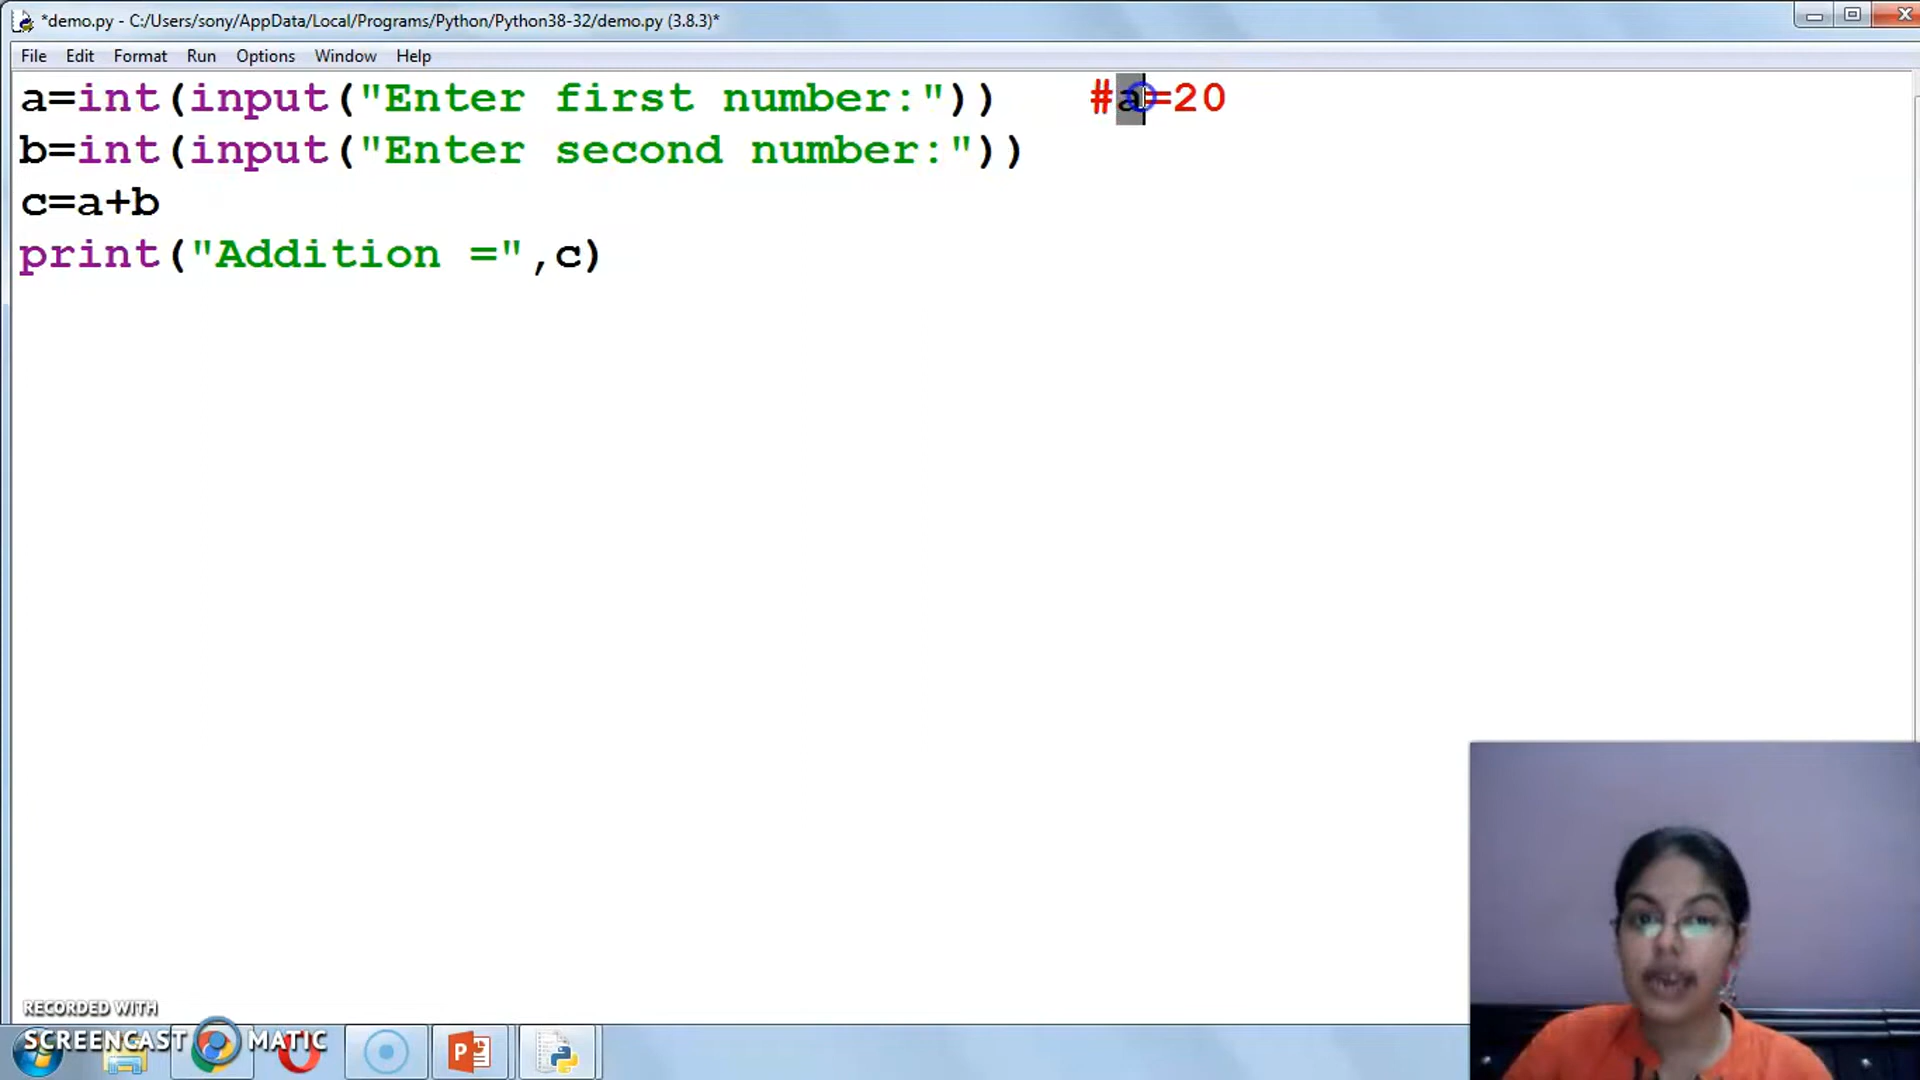 *demo.py - C:/Users/sony/AppData/Local/Programs/Python/Python38-32/demo.py (3.8.3)*
File Edit Format Run Options Window Help
a=int(input("Enter first number:")) #a=20
b=int(input("Enter second number:"))
c=a+b
print("Addition =",c)
RECORDED WITH
SCREENCAST MATIC